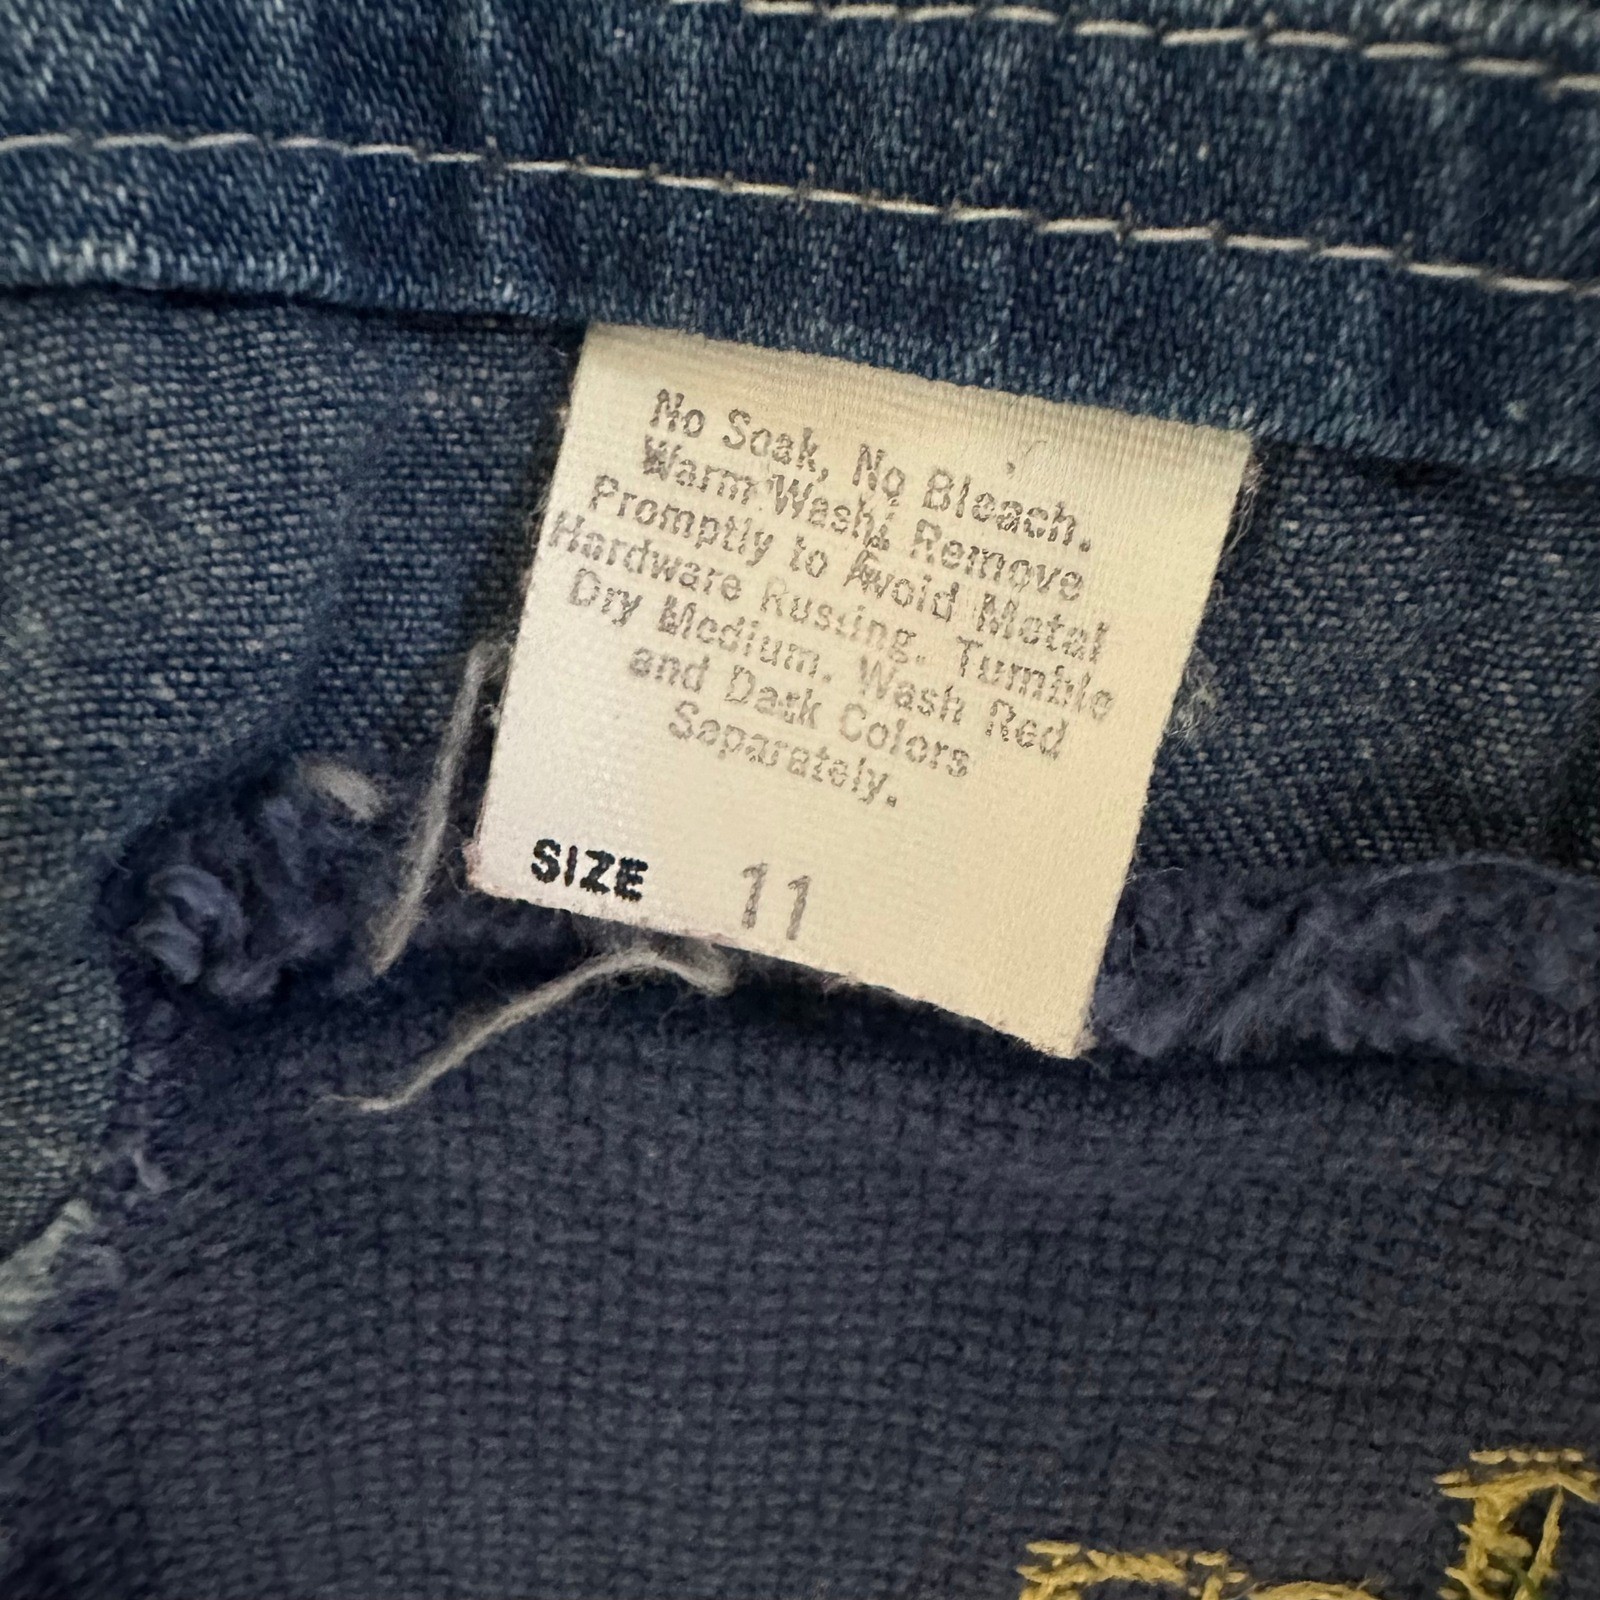 No Soak, No Bleach.
Warm Wash; Remove
Promptly to Avoid Metal
Hardware Rusting. Tumble
Dry Medium. Wash Red
and Dark Colors
Separately.
SIZE 11